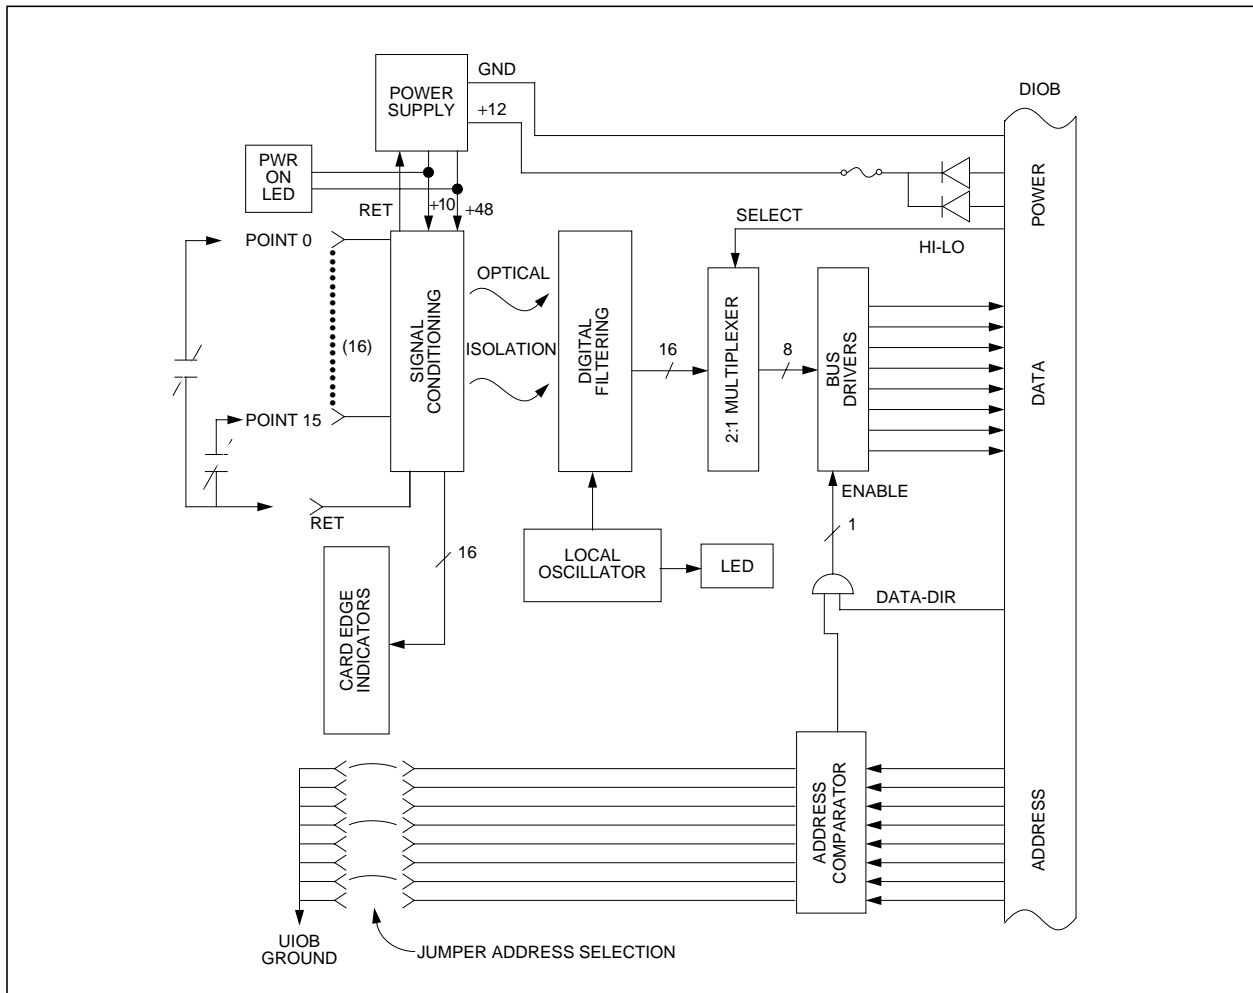 GND
DIOB
POWER
SUPPLY
+12
PWR
ON
LED
RET
+10
+48
POWER
SELECT
HI-LO
POINT 0
OPTICAL
SIGNAL
CONDITIONING
(16)
ISOLATION
DIGITAL
FILTERING
16
2:1 MULTIPLEXER
8
BUS
DRIVERS
DATA
POINT 15
ENABLE
RET
1
16
LOCAL
OSCILLATOR
LED
DATA-DIR
CARD EDGE
INDICATORS
ADDRESS
COMPARATOR
ADDRESS
UIOB
GROUND
JUMPER ADDRESS SELECTION